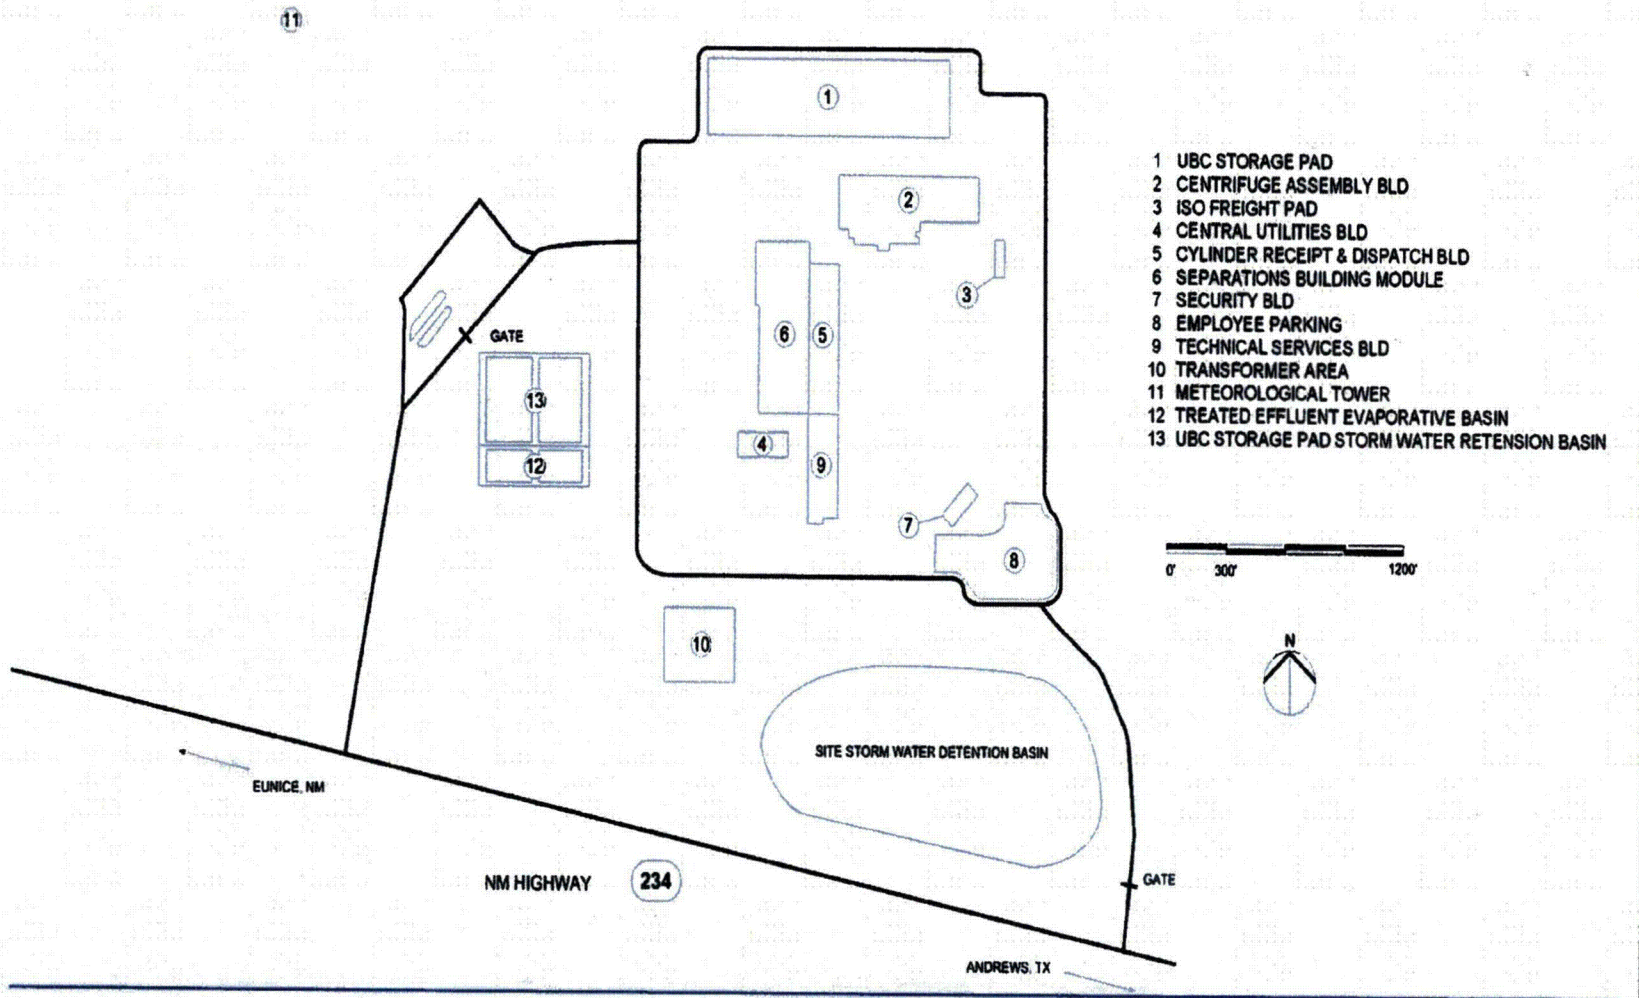 11
1
1 UBC STORAGE PAD
2 CENTRIFUGE ASSEMBLY BLD
3 ISO FREIGHT PAD
4 CENTRAL UTILITIES BLD
5 CYLINDER RECEIPT & DISPATCH BLD
6 SEPARATIONS BUILDING MODULE
7 SECURITY BLD
8 EMPLOYEE PARKING
9 TECHNICAL SERVICES BLD
10 TRANSFORMER AREA
11 METEOROLOGICAL TOWER
12 TREATED EFFLUENT EVAPORATIVE BASIN
13 UBC STORAGE PAD STORM WATER RETENSION BASIN
2
3
GATE
6
5
13
4
12
9
7
8
0' 300' 1200'
10
N
SITE STORM WATER DETENTION BASIN
EUNICE, NM
NM HIGHWAY 234
GATE
ANDREWS, TX